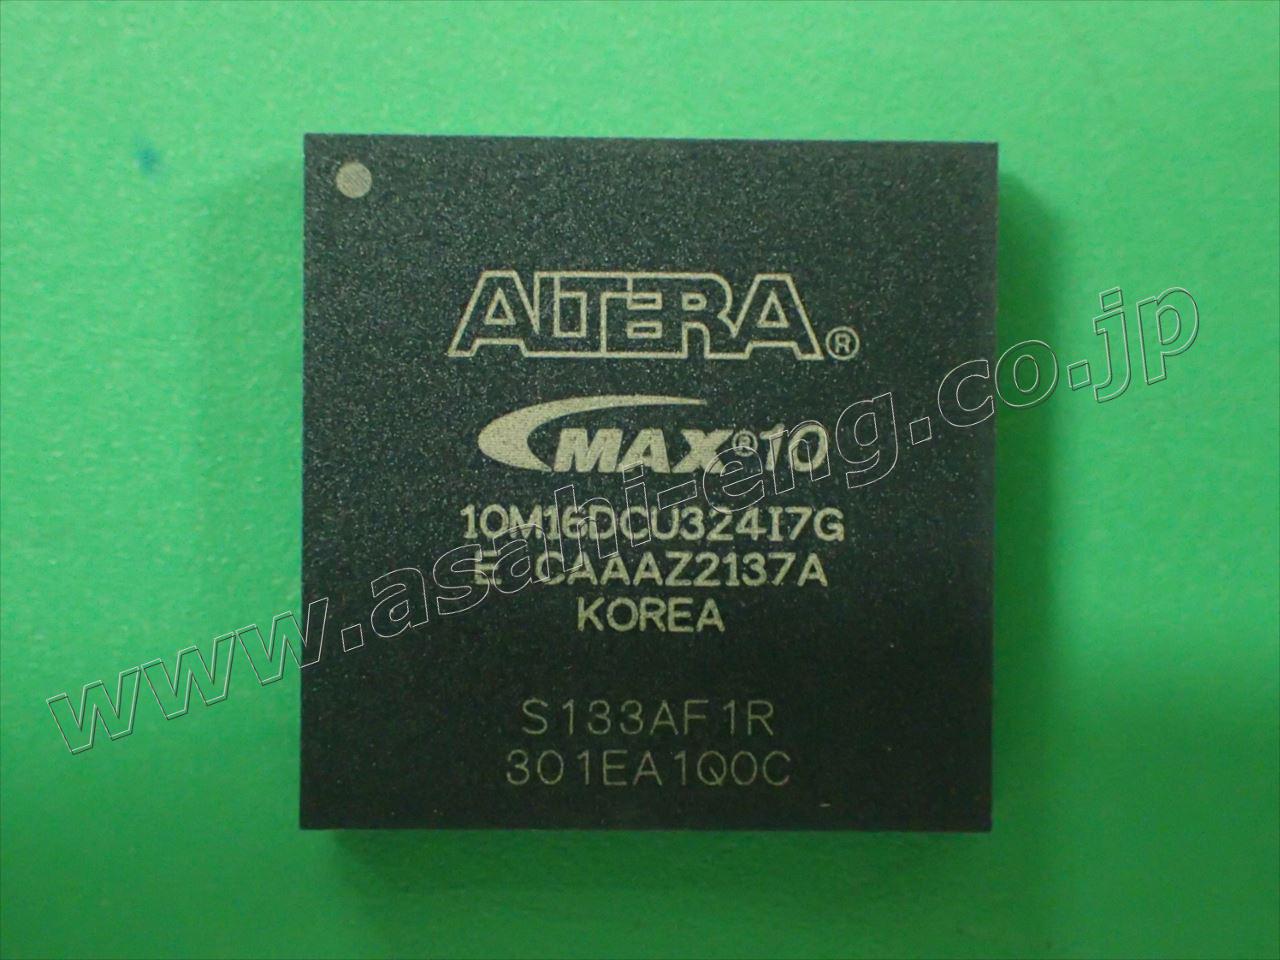 ALTERA®
MAX®10
10M16DCU324I7G
CAAAZ2137A
KOREA
S133AF1R
301EA1Q0C
www.asahi-eng.co.jp